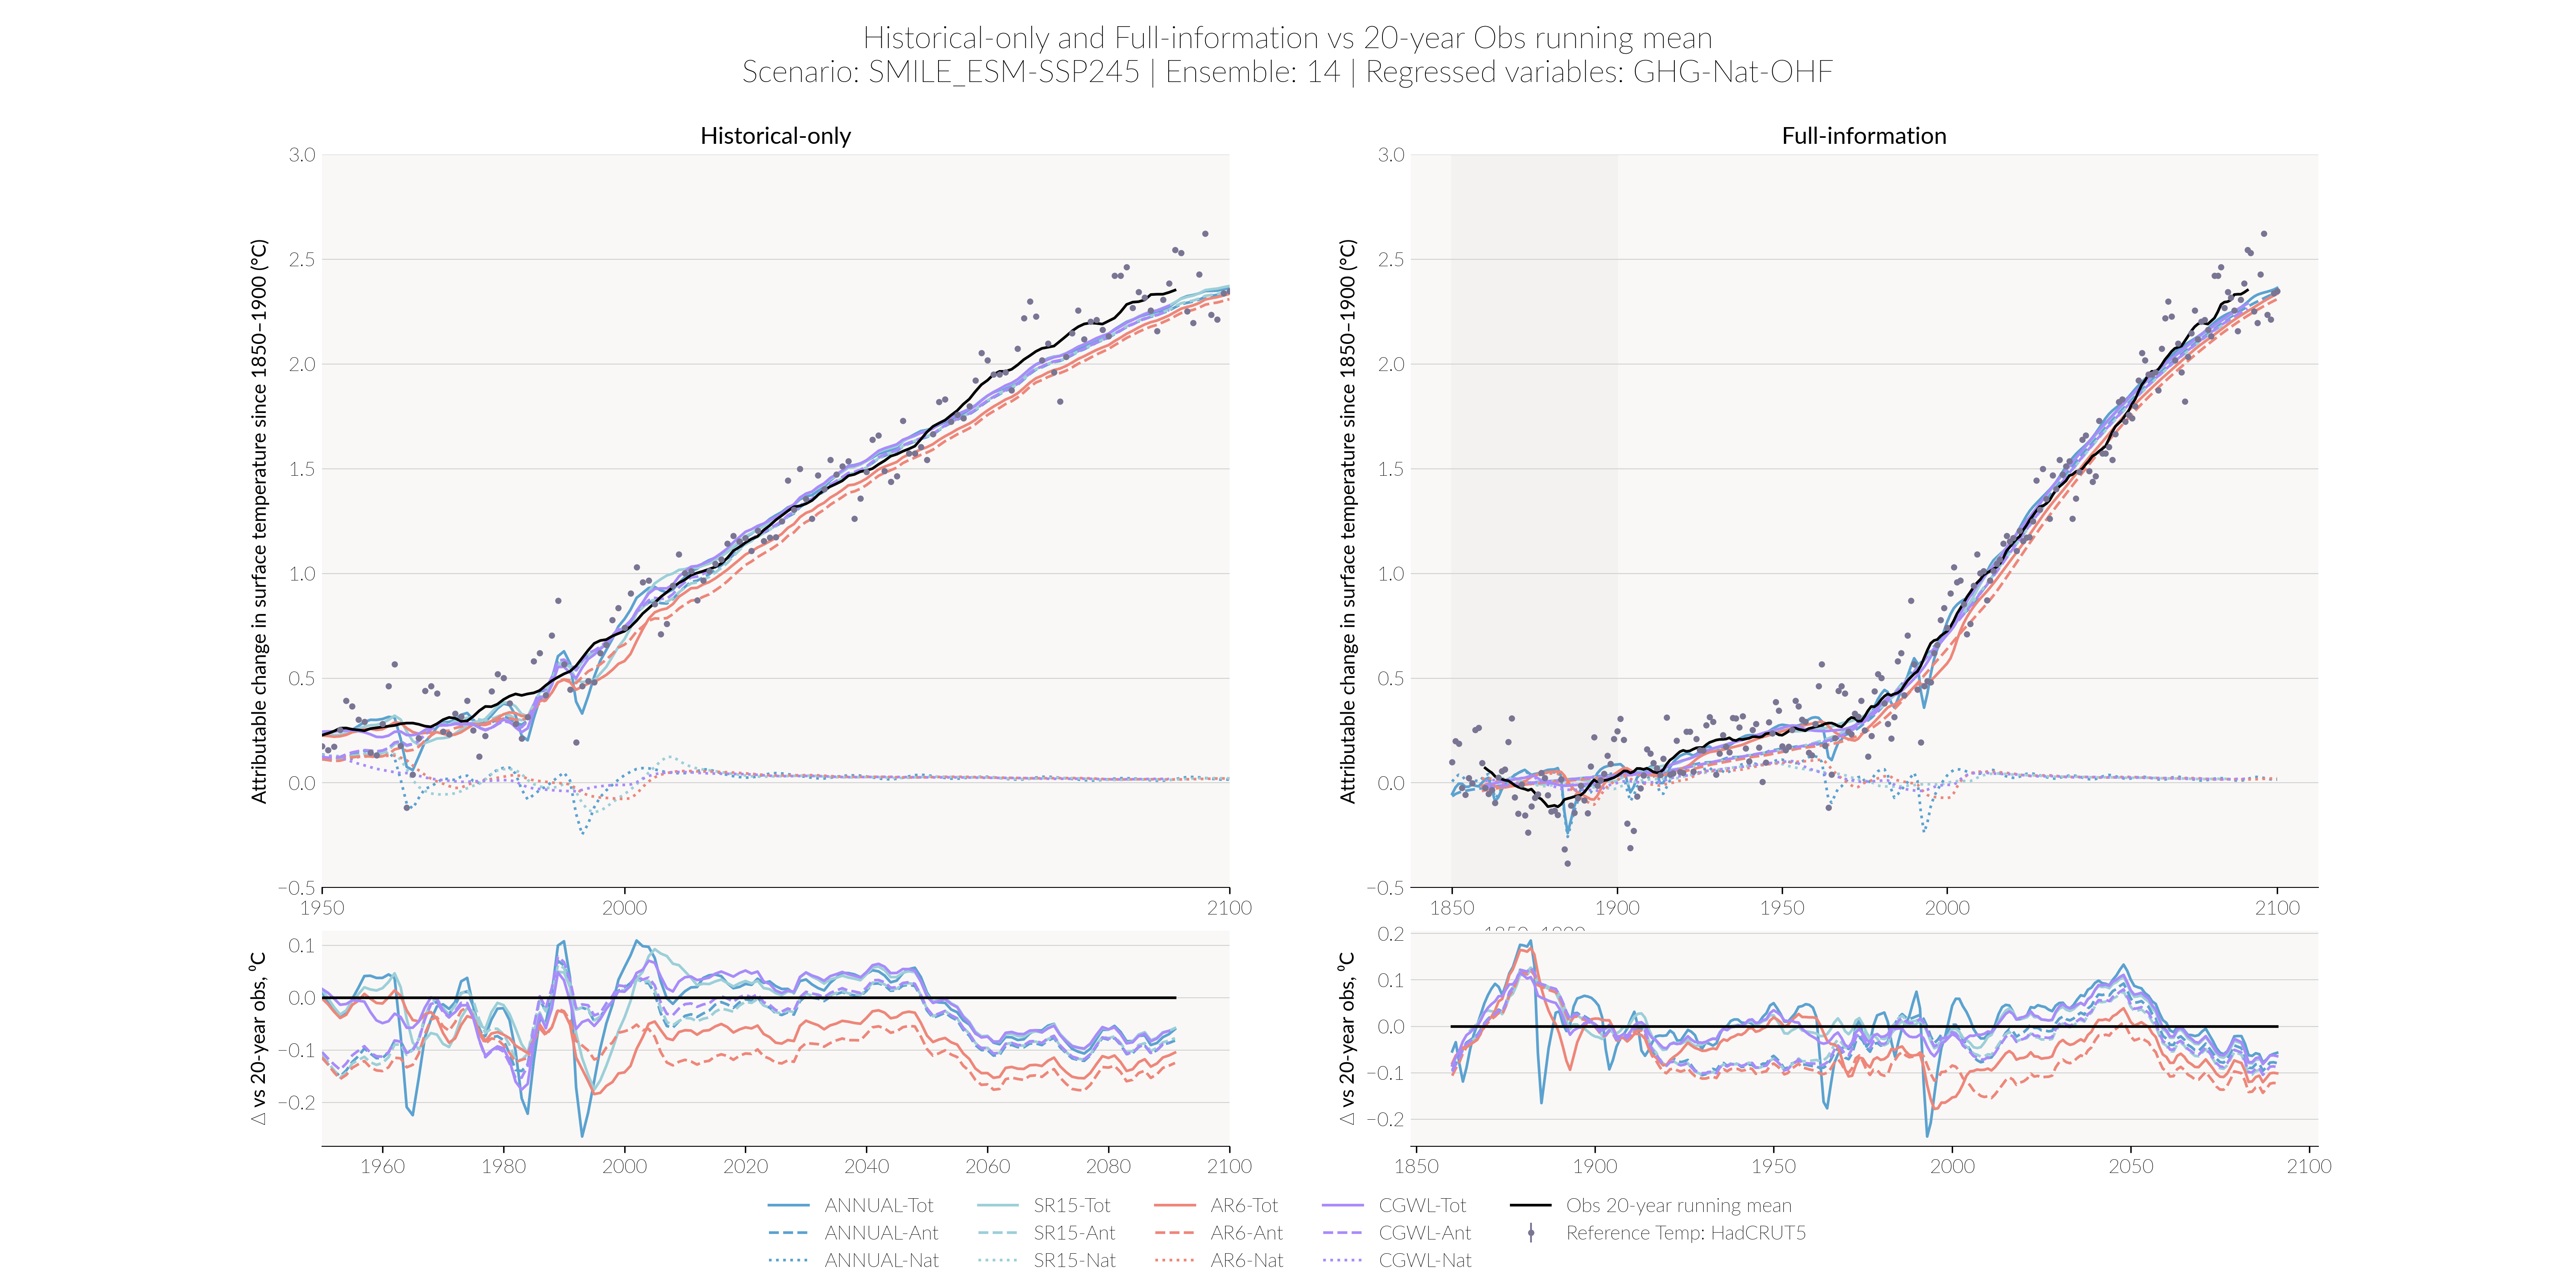 Historical-only and Full-information vs 20-year Obs running mean
Scenario: SMILE_ESM-SSP245 | Ensemble: 14 | Regressed variables: GHG-Nat-OHF
Historical-only
Attributable change in surface temperature since 1850–1900 (°C)
3.0
2.5
2.0
1.5
1.0
0.5
0.0
−0.5
1950 2000 2100
Δ vs 20-year obs, °C
0.1
0.0
−0.1
−0.2
1960 1980 2000 2020 2040 2060 2080 2100
Full-information
Attributable change in surface temperature since 1850–1900 (°C)
3.0
2.5
2.0
1.5
1.0
0.5
0.0
−0.5
1850 1900 1950 2000 2100
Δ vs 20-year obs, °C
0.2
0.1
0.0
−0.1
−0.2
1850 1900 1950 2000 2050 2100
ANNUAL-Tot SR15-Tot AR6-Tot CGWL-Tot Obs 20-year running mean
ANNUAL-Ant SR15-Ant AR6-Ant CGWL-Ant Reference Temp: HadCRUT5
ANNUAL-Nat SR15-Nat AR6-Nat CGWL-Nat